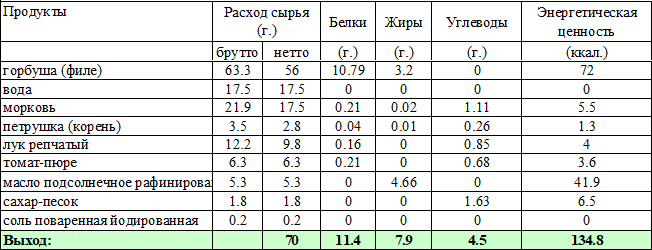 Продукты Расход сырья Белки Жиры Углеводы Энергетическая
(г.) ценность
брутто нетто (г.) (г.) (г.) (ккал.)
горбуша (филе) 63.3 56 10.79 3.2 0 72
вода 17.5 17.5 0 0 0 0
морковь 21.9 17.5 0.21 0.02 1.11 5.5
петрушка (корень) 3.5 2.8 0.04 0.01 0.26 1.3
лук репчатый 12.2 9.8 0.16 0 0.85 4
томат-пюре 6.3 6.3 0.21 0 0.68 3.6
масло подсолнечное рафинирова 5.3 5.3 0 4.66 0 41.9
сахар-песок 1.8 1.8 0 0 1.63 6.5
соль поваренная йодированная 0.2 0.2 0 0 0 0
Выход: 70 11.4 7.9 4.5 134.8